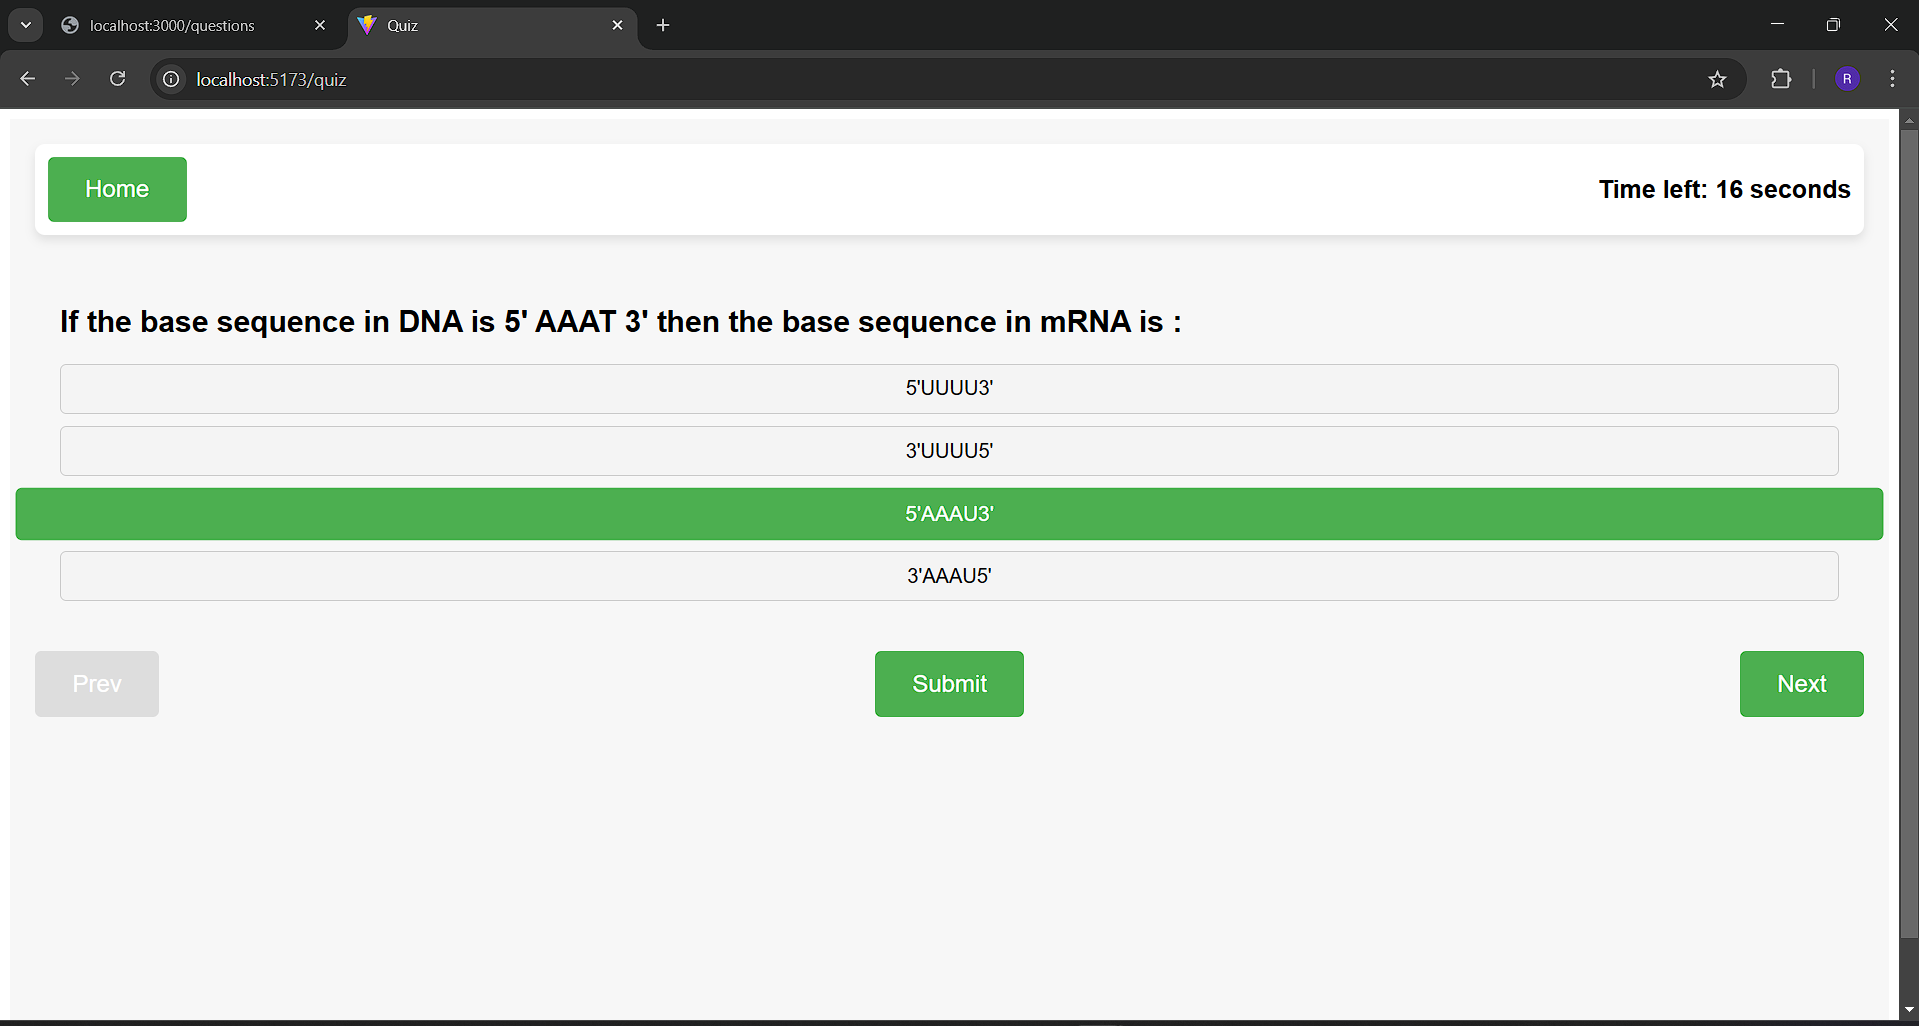 localhost:3000/questions
Quiz
localhost:5173/quiz
R
Home
Time left: 16 seconds
If the base sequence in DNA is 5' AAAT 3' then the base sequence in mRNA is :
5'UUUU3'
3'UUUU5'
5'AAAU3'
3'AAAU5'
Prev
Submit
Next